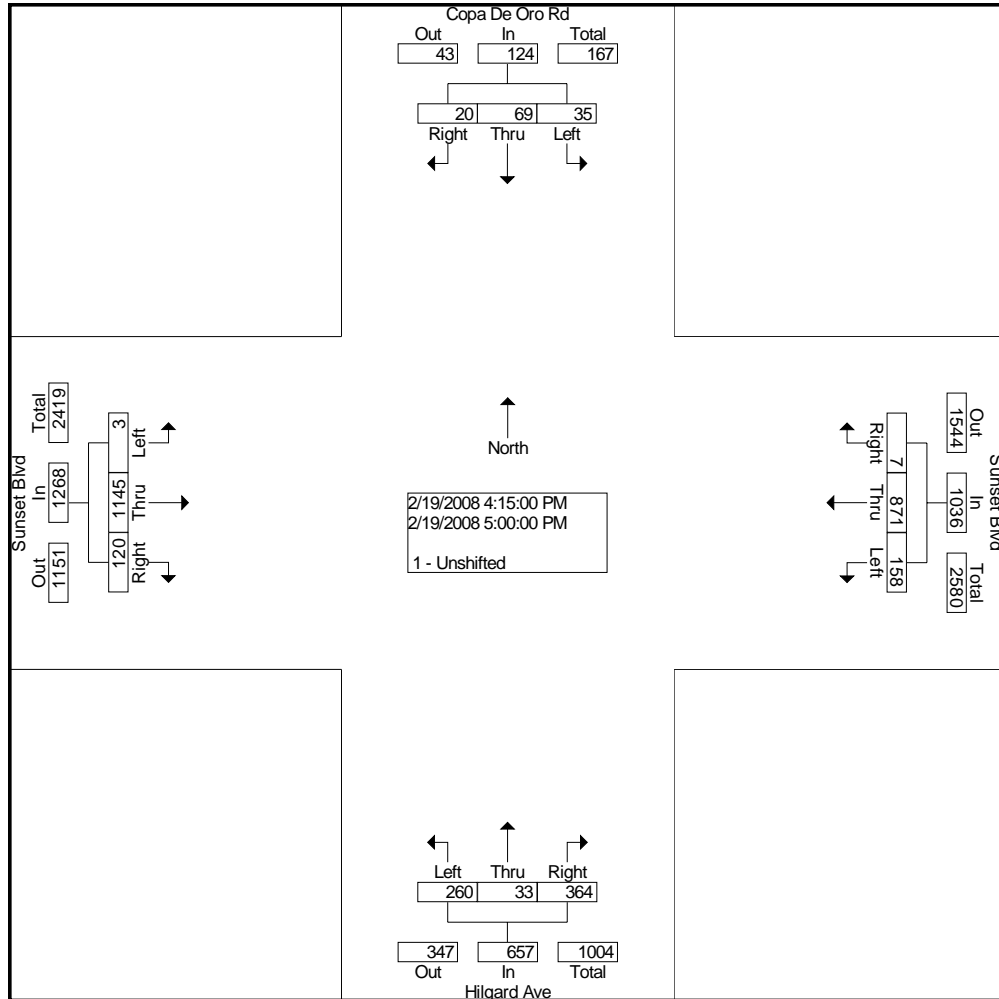 Copa De Oro Rd
Out In Total
43 124 167
20 69 35
Right Thru Left
Sunset Blvd
Total In Out
2419 1268 1151
3 1145 120
Left Thru Right
North
2/19/2008 4:15:00 PM
2/19/2008 5:00:00 PM
1 - Unshifted
Right Thru Left
7 871 158
Out In Total
1544 1036 2580
Sunset Blvd
Left Thru Right
260 33 364
347 657 1004
Out In Total
Hilgard Ave